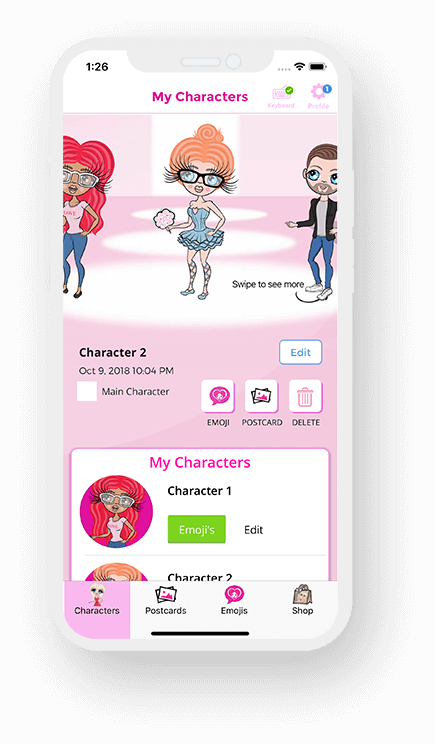 1:26
My Characters
Keyboard
1
Profile
LOVE
Swipe to see more
Character 2
Edit
Oct 9, 2018 10:04 PM
Main Character
EMOJI
POSTCARD
DELETE
My Characters
Character 1
Emoji's
Edit
Character 2
Characters
Postcards
Emojis
Shop